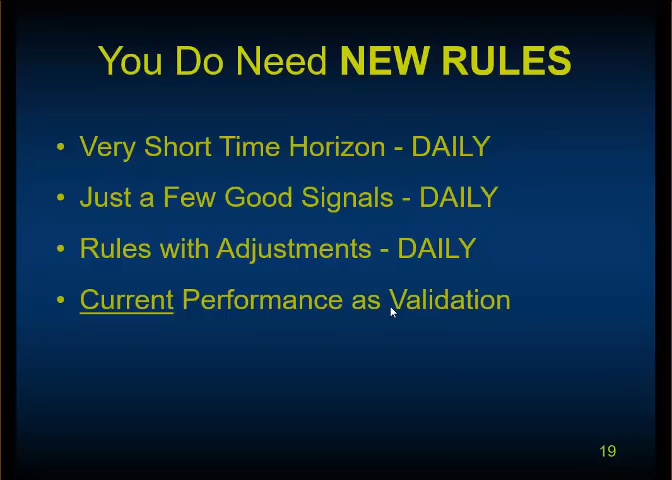 You Do Need NEW RULES
• Very Short Time Horizon - DAILY
• Just a Few Good Signals - DAILY
• Rules with Adjustments - DAILY
• Current Performance as Validation
19